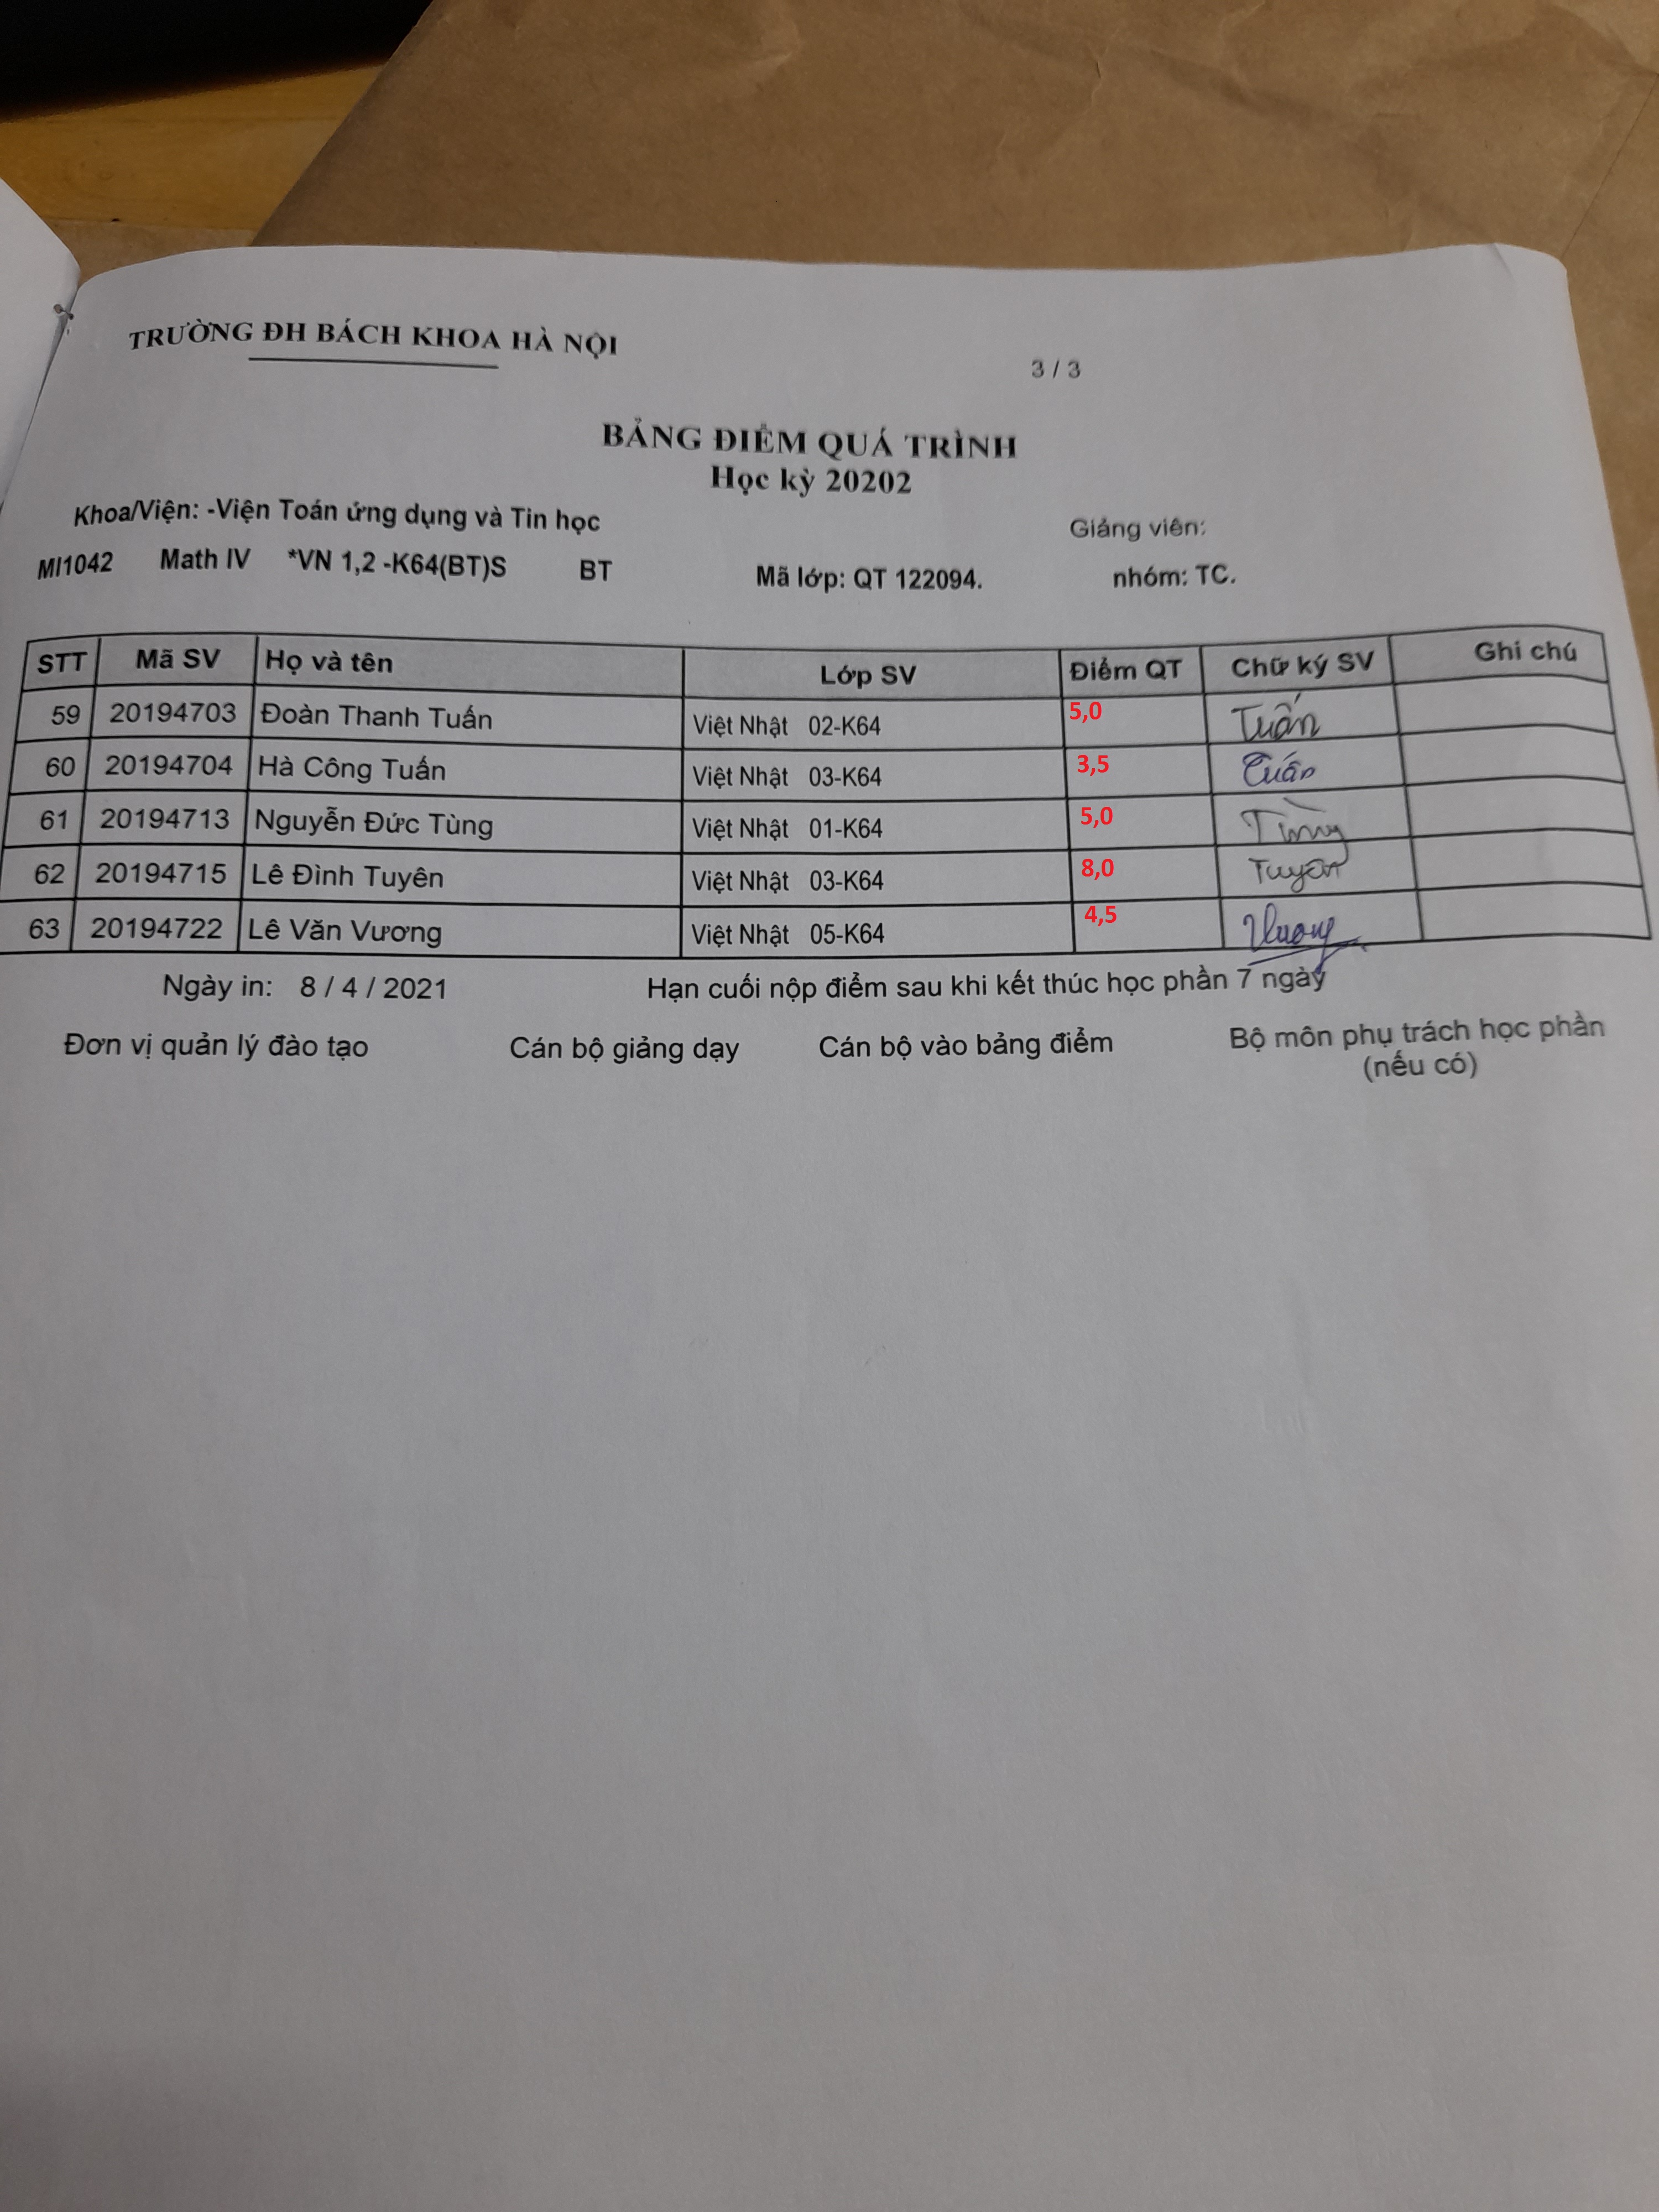 TRƯỜNG ĐH BÁCH KHOA HÀ NỘI
3 / 3
BẢNG ĐIỂM QUÁ TRÌNH
Học kỳ 20202
Khoa/Viện: -Viện Toán ứng dụng và Tin học Giảng viên:
MI1042 Math IV *VN 1,2 -K64(BT)S BT Mã lớp: QT 122094. nhóm: TC.
STT Mã SV Họ và tên Lớp SV Điểm QT Chữ ký SV Ghi chú
59 20194703 Đoàn Thanh Tuấn Việt Nhật 02-K64 5,0 Tuấn
60 20194704 Hà Công Tuấn Việt Nhật 03-K64 3,5 Tuấn
61 20194713 Nguyễn Đức Tùng Việt Nhật 01-K64 5,0 Tùng
62 20194715 Lê Đình Tuyên Việt Nhật 03-K64 8,0 Tuyên
63 20194722 Lê Văn Vương Việt Nhật 05-K64 4,5 Vương
Ngày in: 8 / 4 / 2021 Hạn cuối nộp điểm sau khi kết thúc học phần 7 ngày
Đơn vị quản lý đào tạo Cán bộ giảng dạy Cán bộ vào bảng điểm Bộ môn phụ trách học phần
(nếu có)